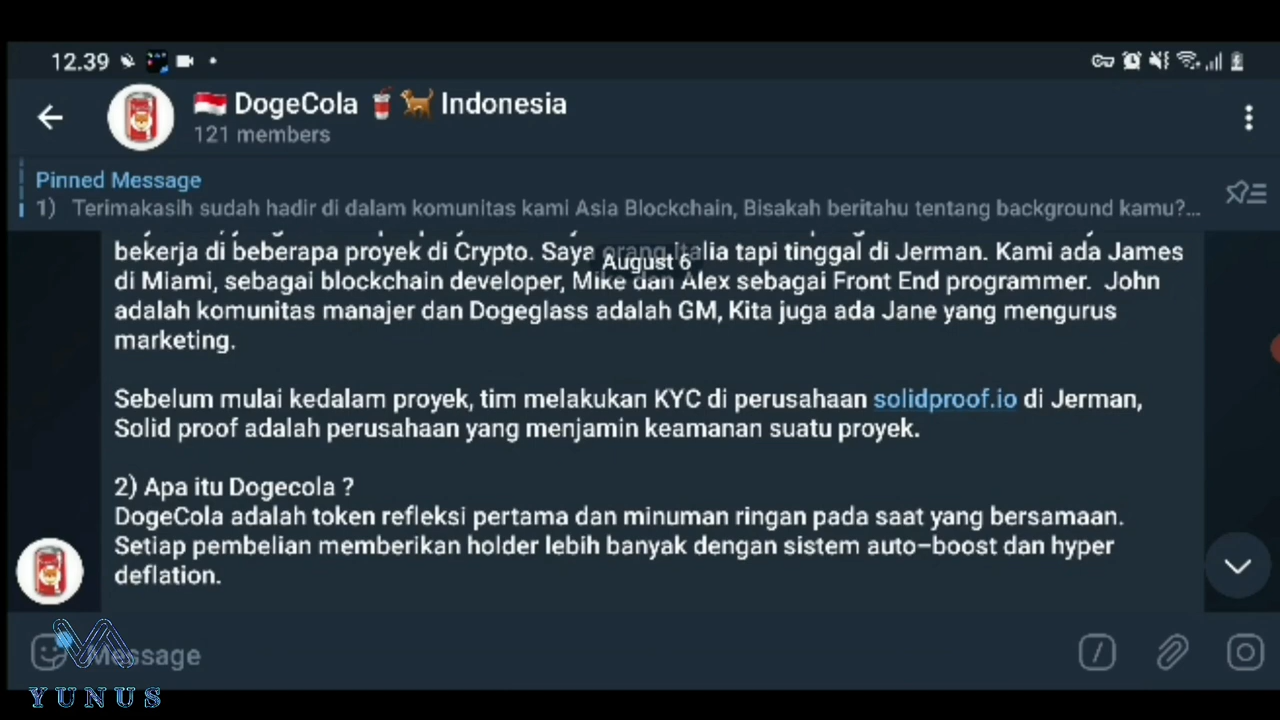 12.39
DogeCola Indonesia
121 members
Pinned Message
1) Terimakasih sudah hadir di dalam komunitas kami Asia Blockchain, Bisakah beritahu tentang background kamu?...
bekerja di beberapa proyek di Crypto. Saya orang Italia tapi tinggal di Jerman. Kami ada James
August 6
di Miami, sebagai blockchain developer, Mike dan Alex sebagai Front End programmer. John
adalah komunitas manajer dan Dogeglass adalah GM, Kita juga ada Jane yang mengurus
marketing.
Sebelum mulai kedalam proyek, tim melakukan KYC di perusahaan solidproof.io di Jerman,
Solid proof adalah perusahaan yang menjamin keamanan suatu proyek.
2) Apa itu Dogecola ?
DogeCola adalah token refleksi pertama dan minuman ringan pada saat yang bersamaan.
Setiap pembelian memberikan holder lebih banyak dengan sistem auto-boost dan hyper
deflation.
Message
YUNUS